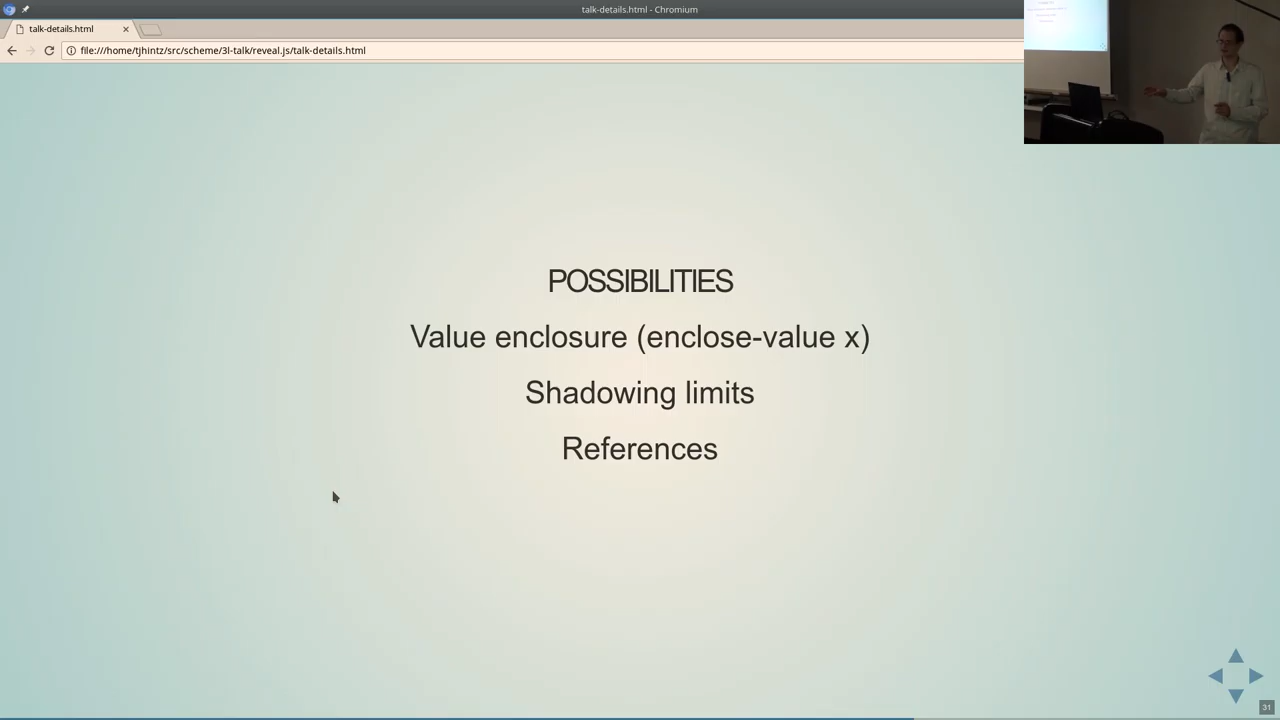 talk-details.html - Chromium
talk-details.html
file:///home/tjhintz/src/scheme/3l-talk/reveal.js/talk-details.html
POSSIBILITIES
Value enclosure (enclose-value x)
Shadowing limits
References
31